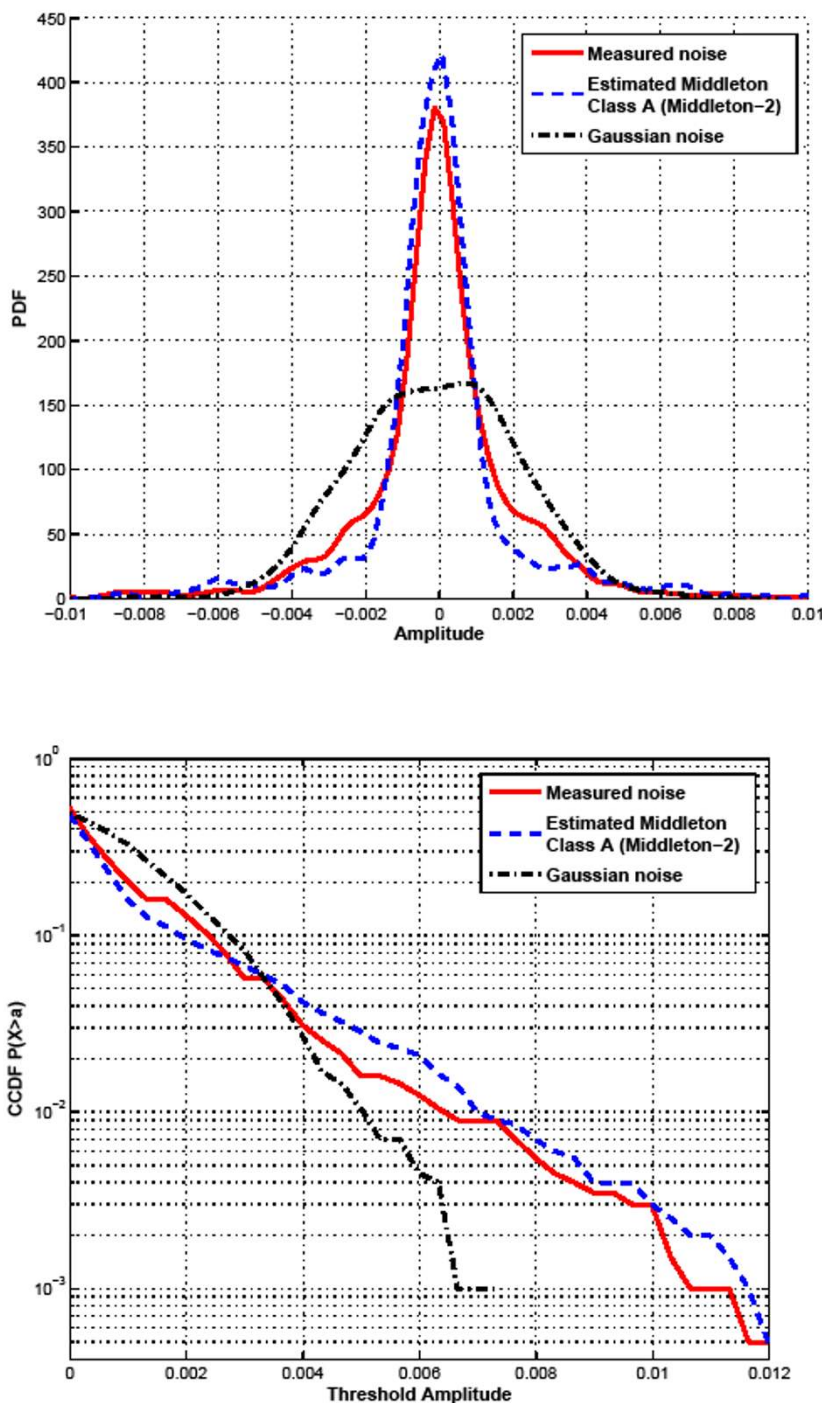 450
400
350
300
250
200
150
100
50
0
PDF
Measured noise
Estimated Middleton
Class A (Middleton−2)
Gaussian noise
−0.01 −0.008 −0.006 −0.004 −0.002 0 0.002 0.004 0.006 0.008 0.01
Amplitude
10^0
10^-1
10^-2
10^-3
CCDF P(X>a)
Measured noise
Estimated Middleton
Class A (Middleton−2)
Gaussian noise
0 0.002 0.004 0.006 0.008 0.01 0.012
Threshold Amplitude